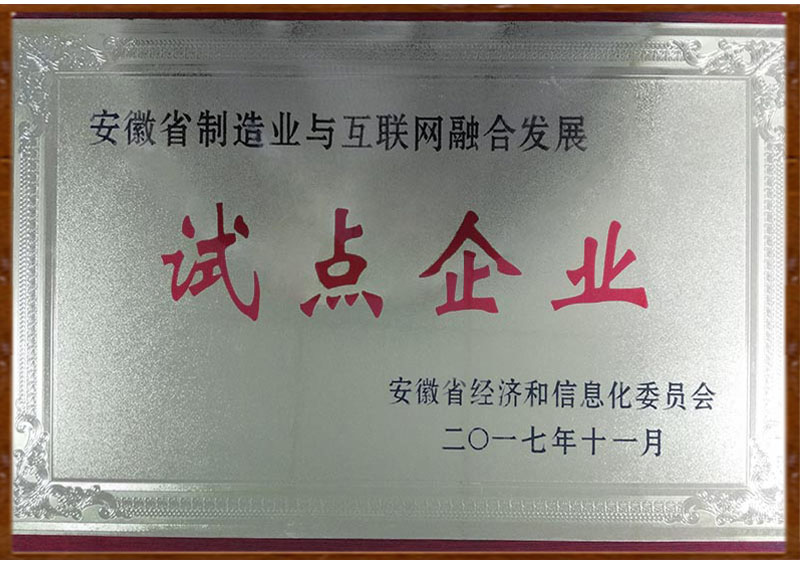 安徽省制造业与互联网融合发展
试点企业
安徽省经济和信息化委员会
二〇一七年十一月